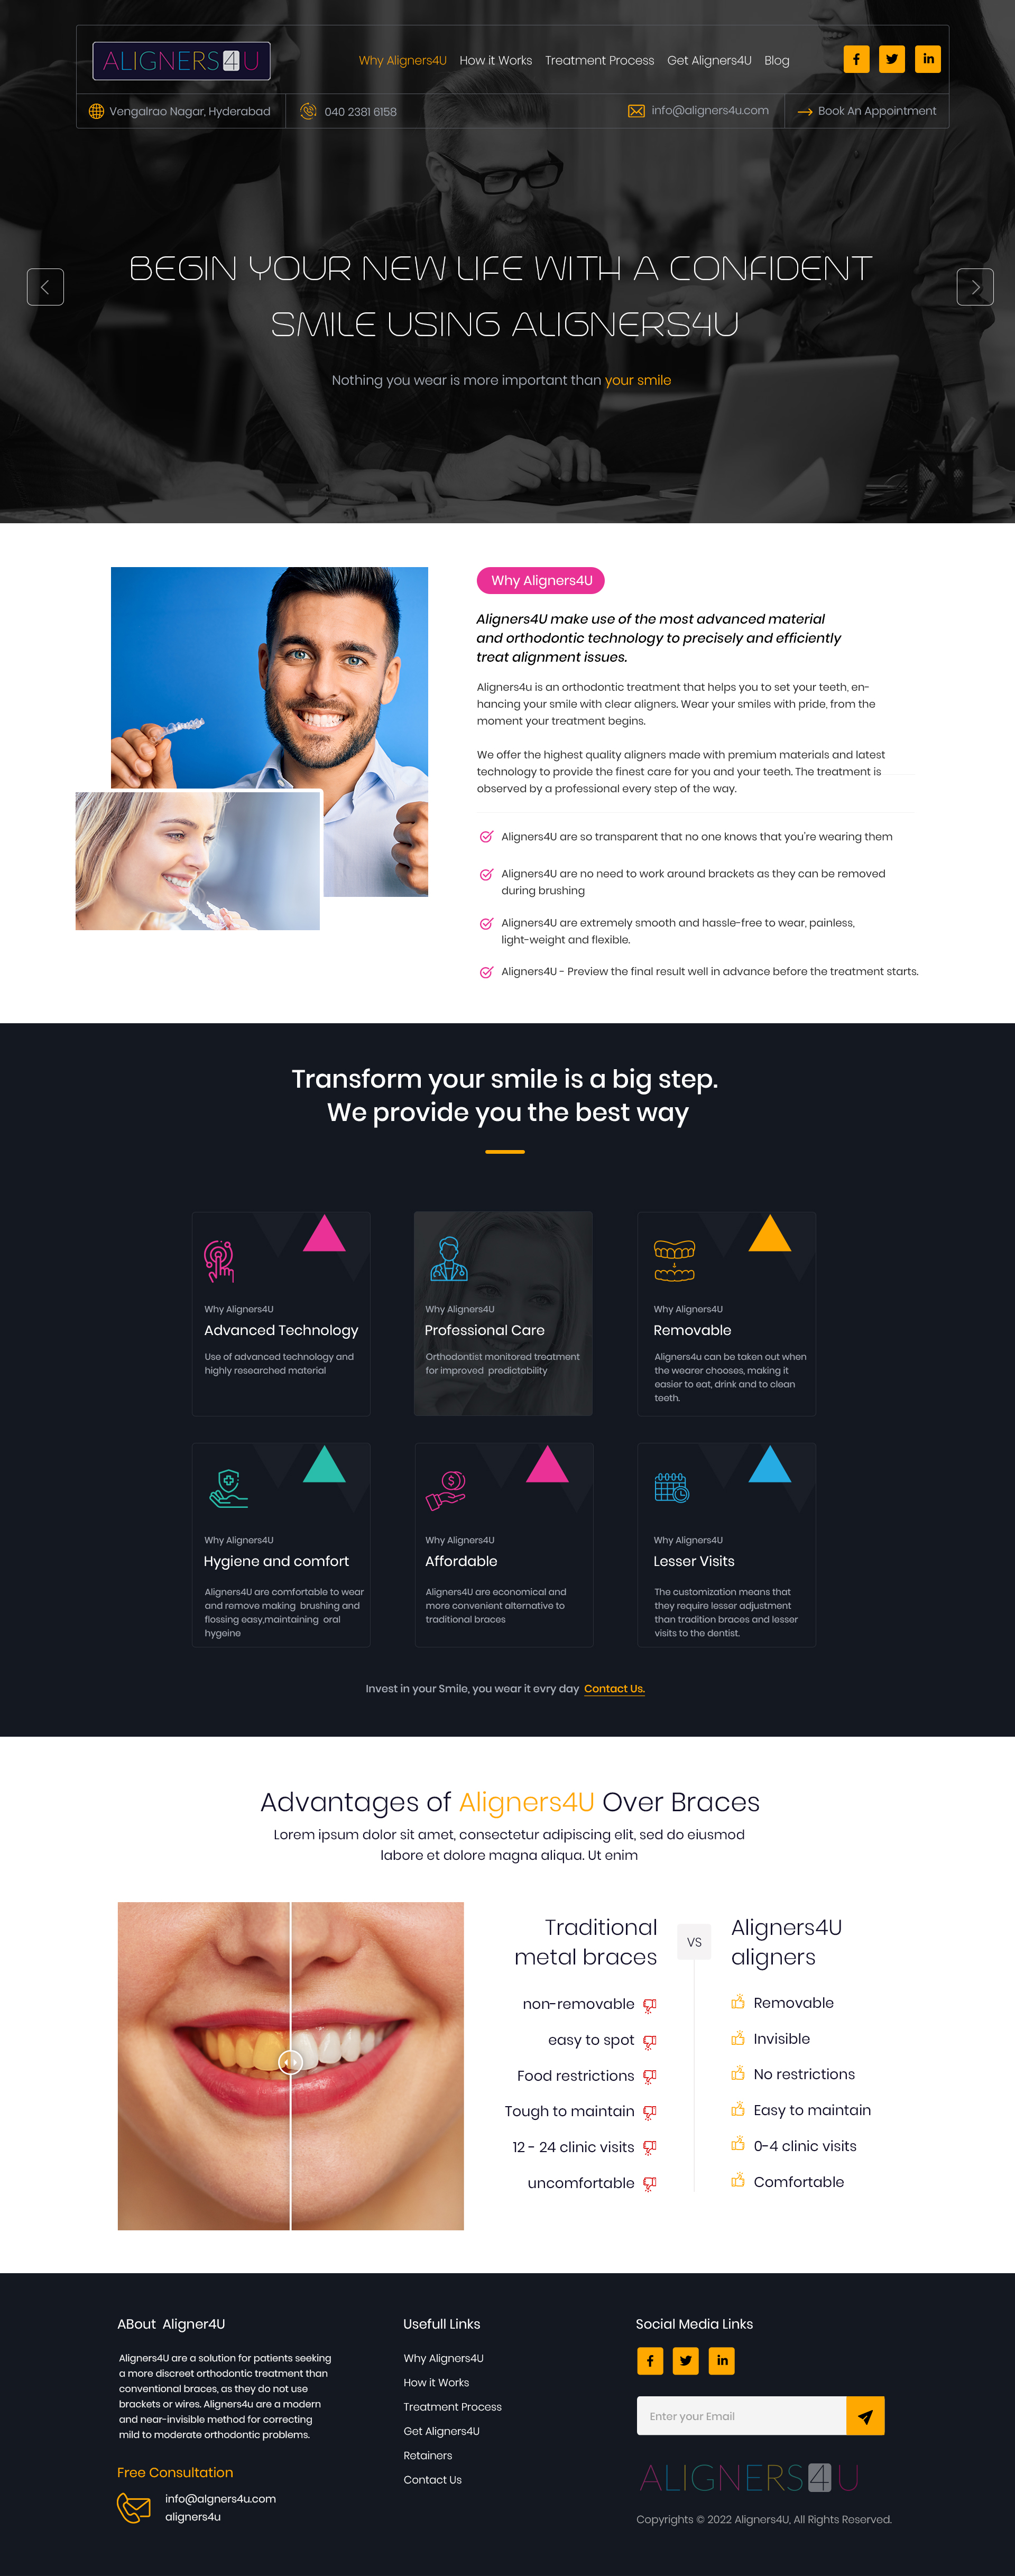 ALIGNERS4U
Why Aligners4U How it Works Treatment Process Get Aligners4U Blog
Vengalrao Nagar, Hyderabad 040 2381 6158 info@aligners4u.com Book An Appointment
BEGIN YOUR NEW LIFE WITH A CONFIDENT
SMILE USING ALIGNERS4U
Nothing you wear is more important than your smile
Why Aligners4U
Aligners4U make use of the most advanced material
and orthodontic technology to precisely and efficiently
treat alignment issues.
Aligners4u is an orthodontic treatment that helps you to set your teeth, en-
hancing your smile with clear aligners. Wear your smiles with pride, from the
moment your treatment begins.
We offer the highest quality aligners made with premium materials and latest
technology to provide the finest care for you and your teeth. The treatment is
observed by a professional every step of the way.
Aligners4U are so transparent that no one knows that you're wearing them
Aligners4U are no need to work around brackets as they can be removed
during brushing
Aligners4U are extremely smooth and hassle-free to wear, painless,
light-weight and flexible.
Aligners4U - Preview the final result well in advance before the treatment starts.
Transform your smile is a big step.
We provide you the best way
Why Aligners4U
Advanced Technology
Use of advanced technology and
highly researched material
Why Aligners4U
Professional Care
Orthodontist monitored treatment
for improved predictability
Why Aligners4U
Removable
Aligners4u can be taken out when
the wearer chooses, making it
easier to eat, drink and to clean
teeth.
Why Aligners4U
Hygiene and comfort
Aligners4U are comfortable to wear
and remove making brushing and
flossing easy,maintaining oral
hygeine
Why Aligners4U
Affordable
Aligners4U are economical and
more convenient alternative to
traditional braces
Why Aligners4U
Lesser Visits
The customization means that
they require lesser adjustment
than tradition braces and lesser
visits to the dentist.
Invest in your Smile, you wear it evry day Contact Us.
Advantages of Aligners4U Over Braces
Lorem ipsum dolor sit amet, consectetur adipiscing elit, sed do eiusmod
labore et dolore magna aliqua. Ut enim
Traditional
metal braces
non-removable
easy to spot
Food restrictions
Tough to maintain
12 - 24 clinic visits
uncomfortable
VS
Aligners4U
aligners
Removable
Invisible
No restrictions
Easy to maintain
0-4 clinic visits
Comfortable
ABout Aligner4U
Aligners4U are a solution for patients seeking
a more discreet orthodontic treatment than
conventional braces, as they do not use
brackets or wires. Aligners4u are a modern
and near-invisible method for correcting
mild to moderate orthodontic problems.
Free Consultation
info@algners4u.com
aligners4u
Usefull Links
Why Aligners4U
How it Works
Treatment Process
Get Aligners4U
Retainers
Contact Us
Social Media Links
Enter your Email
ALIGNERS4U
Copyrights © 2022 Aligners4U, All Rights Reserved.